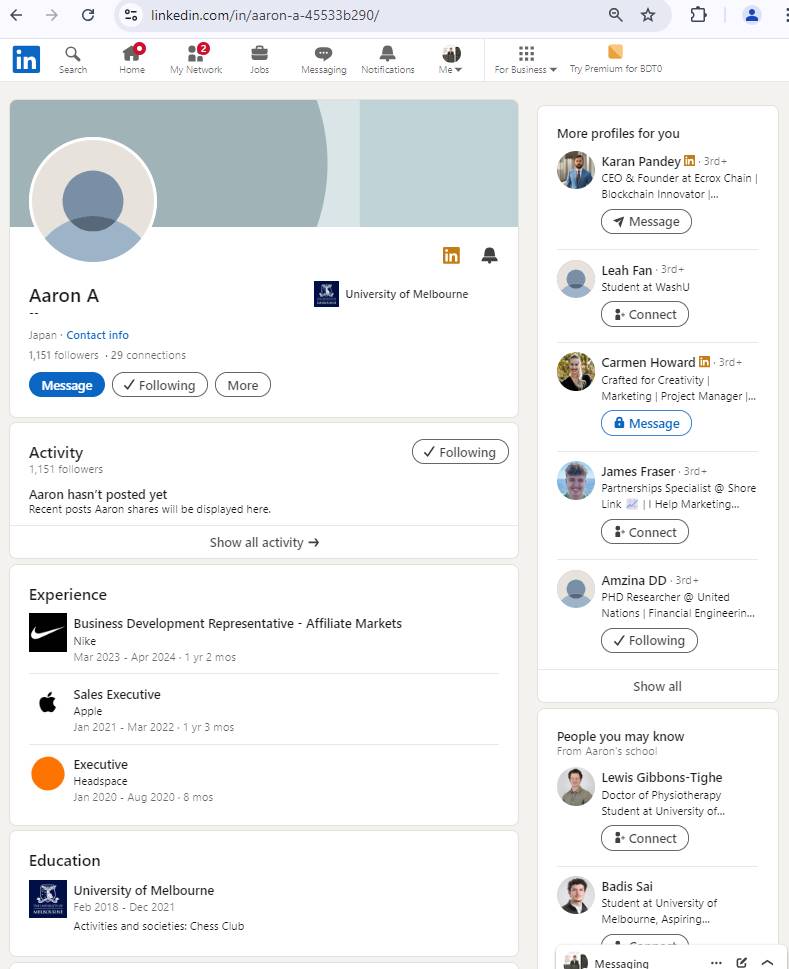 linkedin.com/in/aaron-a-45533b290/
in
Search
Home
2
My Network
Jobs
Messaging
Notifications
Me
For Business
Try Premium for BDT0
in
Aaron A
--
University of Melbourne
Japan · Contact info
1,151 followers · 29 connections
Message
Following
More
Activity
1,151 followers
Following
Aaron hasn't posted yet
Recent posts Aaron shares will be displayed here.
Show all activity →
Experience
Business Development Representative - Affiliate Markets
Nike
Mar 2023 - Apr 2024 · 1 yr 2 mos
Sales Executive
Apple
Jan 2021 - Mar 2022 · 1 yr 3 mos
Executive
Headspace
Jan 2020 - Aug 2020 · 8 mos
Education
MELBOURNE
University of Melbourne
Feb 2018 - Dec 2021
Activities and societies: Chess Club
More profiles for you
Karan Pandey in · 3rd+
CEO & Founder at Ecrox Chain |
Blockchain Innovator |...
Message
Leah Fan · 3rd+
Student at WashU
Connect
Carmen Howard in · 3rd+
Crafted for Creativity |
Marketing | Project Manager |...
Message
James Fraser · 3rd+
Partnerships Specialist @ Shore
Link 📈 | I Help Marketing...
Connect
Amzina DD · 3rd+
PHD Researcher @ United
Nations | Financial Engineerin...
Following
Show all
People you may know
From Aaron's school
Lewis Gibbons-Tighe
Doctor of Physiotherapy
Student at University of...
Connect
Badis Sai
Student at University of
Melbourne, Aspiring...
Connect
Messaging